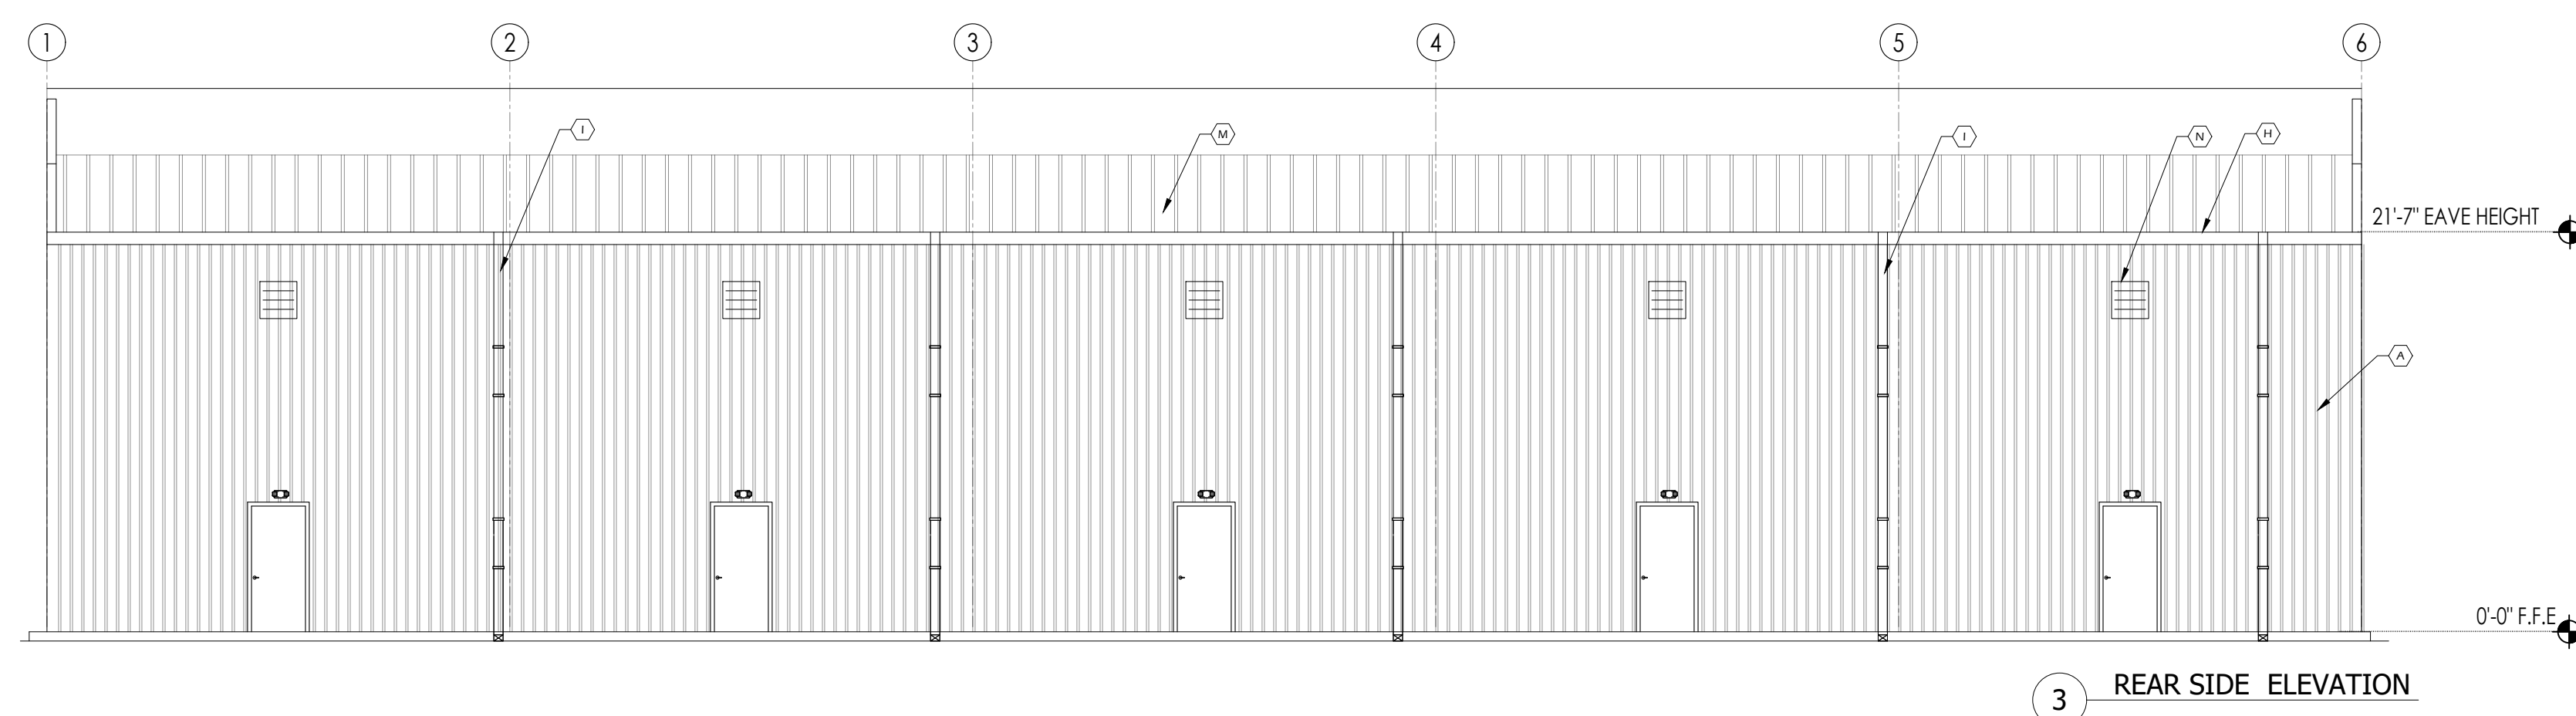 1 2 3 4 5 6
I M I N H
21'-7" EAVE HEIGHT
A
0'-0" F.F.E
3 REAR SIDE ELEVATION